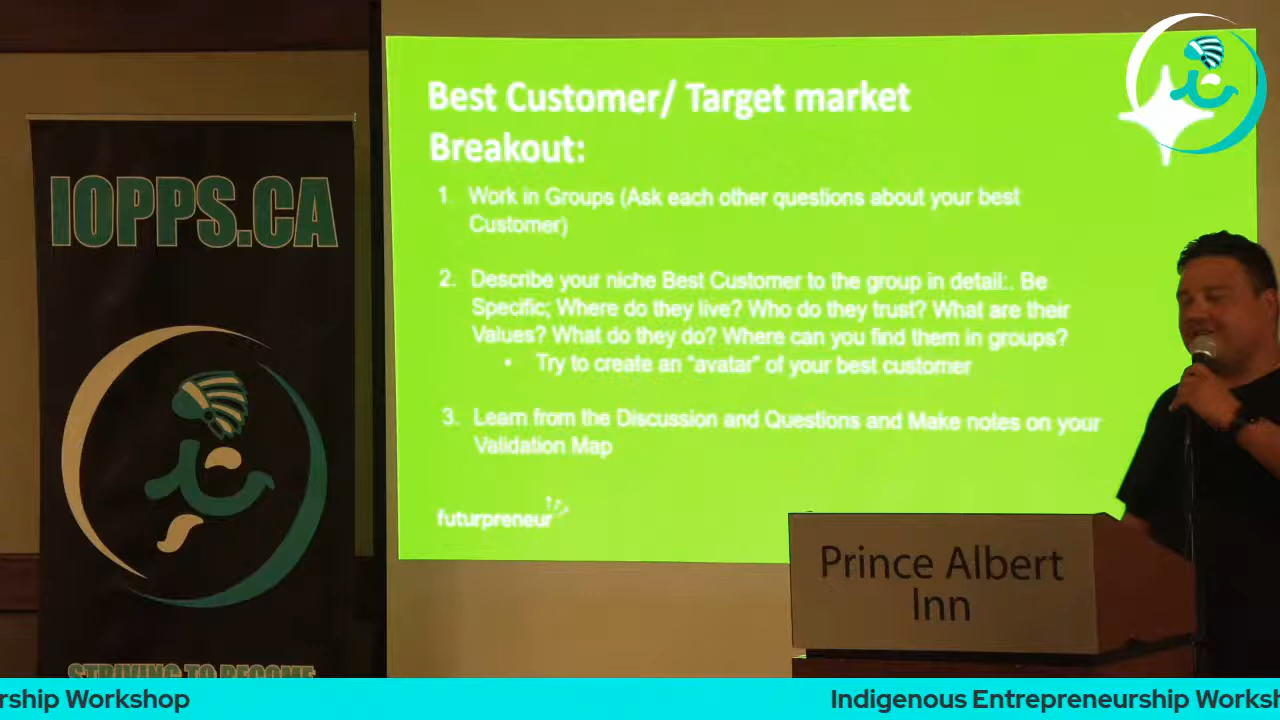 IOPPS.CA
STRIVING TO BECOME
Best Customer/ Target market
Breakout:
1. Work in Groups (Ask each other questions about your best
Customer)
2. Describe your niche Best Customer to the group in detail:. Be
Specific; Where do they live? Who do they trust? What are their
Values? What do they do? Where can you find them in groups?
• Try to create an "avatar" of your best customer
3. Learn from the Discussion and Questions and Make notes on your
Validation Map
futurpreneur
Prince Albert
Inn
rship Workshop
Indigenous Entrepreneurship Worksh